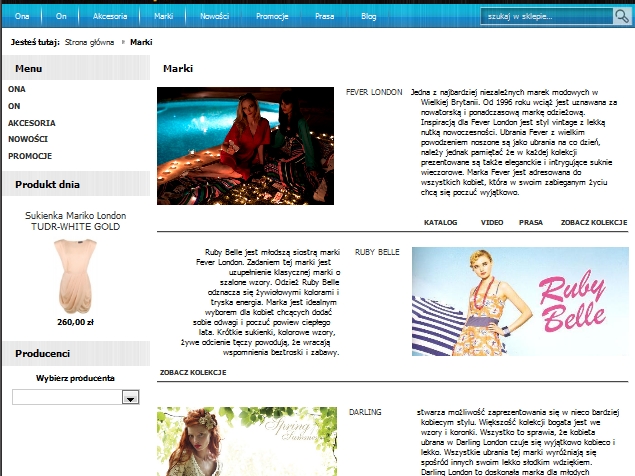 Ona On Akcesoria Marki Nowości Promocje Prasa Blog szukaj w sklepie...
Jesteś tutaj: Strona główna » Marki
Menu
ONA
ON
AKCESORIA
NOWOŚCI
PROMOCJE
Produkt dnia
Sukienka Mariko London
TUDR-WHITE GOLD
260,00 zł
Producenci
Wybierz producenta
Marki
FEVER LONDON
Jedna z najbardziej niezależnych marek modowych w
Wielkiej Brytanii. Od 1996 roku wciąż jest uznawana za
nowatorską i ponadczasową markę odzieżową.
Inspiracją dla Fever London jest styl vintage z lekką
nutką nowoczesności. Ubrania Fever z wielkim
powodzeniem noszone są jako ubrania na co dzień,
należy jednak pamiętać że w każdej kolekcji
prezentowane są także eleganckie i intrygujące suknie
wieczorowe. Marka Fever jest adresowana do
wszystkich kobiet, która w swoim zabieganym życiu
chcą się poczuć wyjątkowo.
KATALOG VIDEO PRASA ZOBACZ KOLEKCJE
Ruby Belle jest młodszą siostrą marki
Fever London. Zadaniem tej marki jest
uzupełnienie klasycznej marki o
szalone wzory. Odzież Ruby Belle
odznacza się żywiołowymi kolorami i
tryska energia. Marka jest idealnym
wyborem dla kobiet chcących dodać
sobie odwagi i poczuć powiew ciepłego
lata. Krótkie sukienki, kolorowe wzory,
żywe odcienie tęczy powodują, że wracają
wspomnienia beztroski i zabawy.
RUBY BELLE
Ruby
Belle
ZOBACZ KOLEKCJE
Spring
Summer
DARLING
stwarza możliwość zaprezentowania się w nieco bardziej
kobiecym stylu. Większość kolekcji bogata jest we
wzory i koronki. Wszystko to sprawia, że kobieta
ubrana w Darling London czuje się wyjątkowo kobieco i
lekko. Wszystkie ubrania tej marki wyróżniają się
spośród innych swoim lekko słodkim wdziękiem.
Darling London to doskonała marka dla młodych